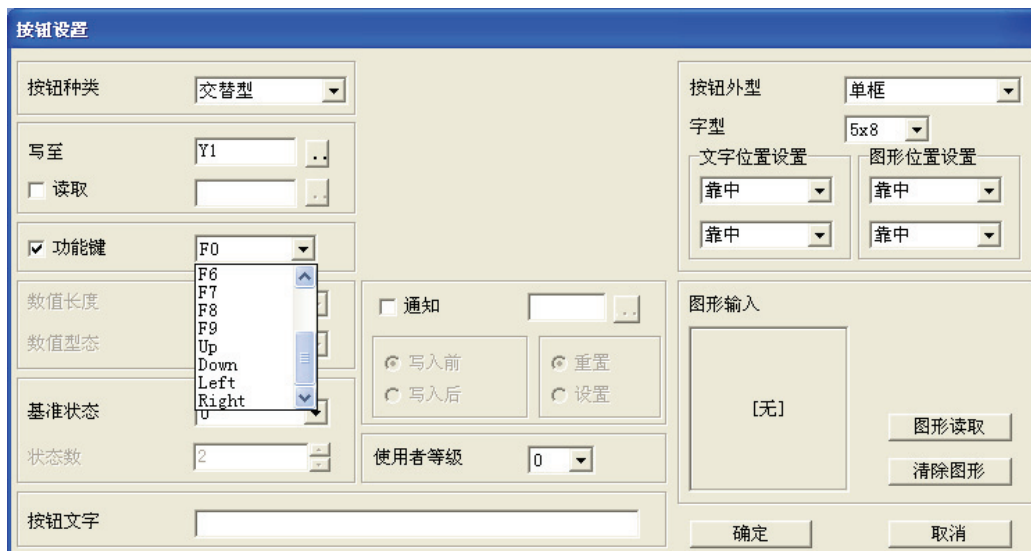 按钮设置
按钮种类 交替型
写至 Y1 ..
读取 ..
功能键 F0
F6
F7
F8
F9
Up
Down
Left
Right
数值长度
数值型态
基准状态 0
状态数 2
按钮文字
通知 ..
写入前 重置
写入后 设置
使用者等级 0
按钮外型 单框
字型 5x8
文字位置设置 图形位置设置
靠中 靠中
靠中 靠中
图形输入
[无]
图形读取
清除图形
确定 取消